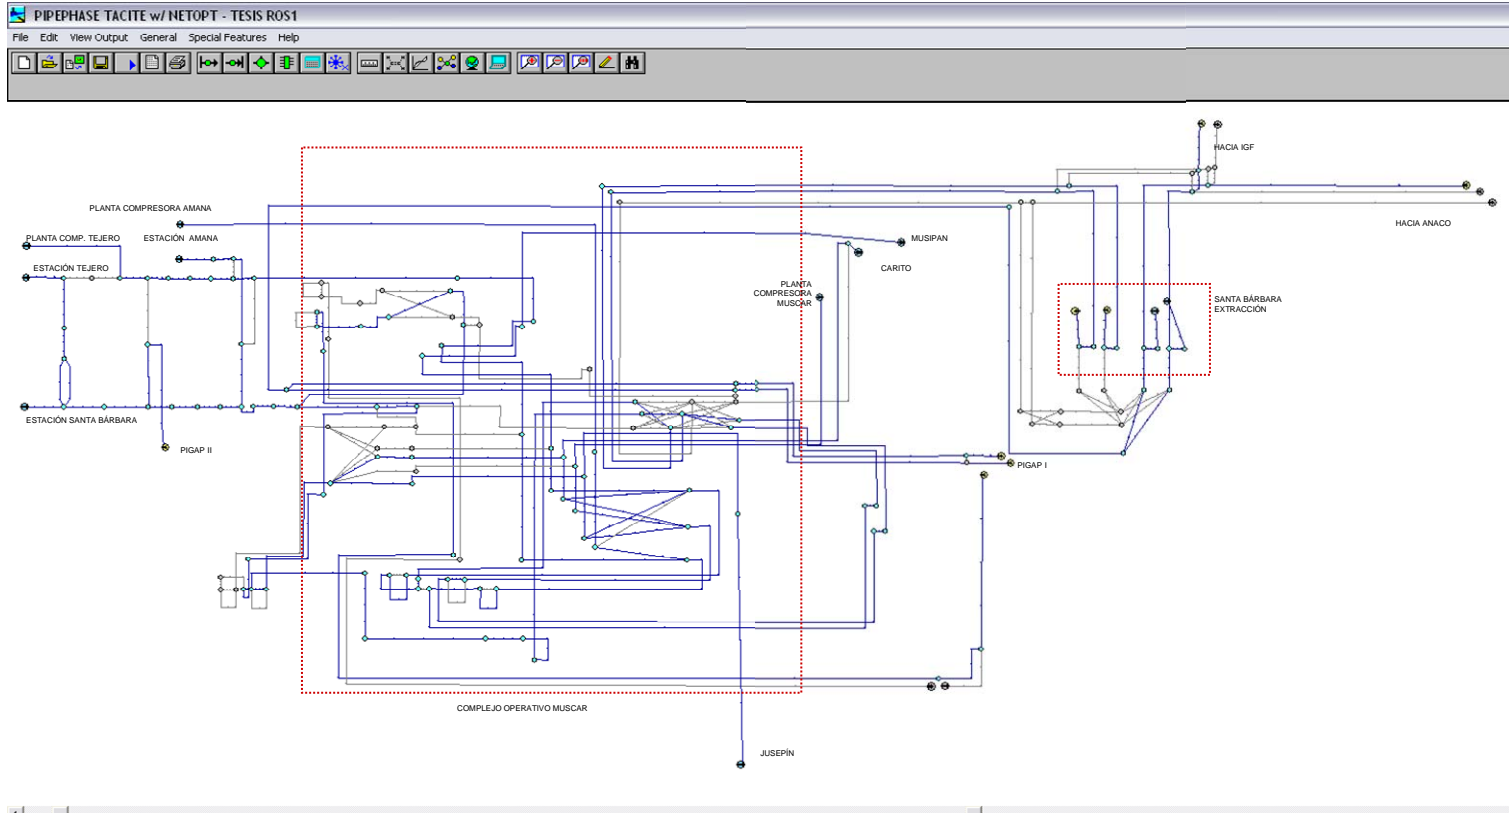 PIPEPHASE TACITE w/ NETOPT - TESIS ROS1
File Edit View Output General Special Features Help
HACIA IGF
PLANTA COMPRESORA AMANA
HACIA ANACO
PLANTA COMP. TEJERO
ESTACIÓN AMANA
MUSIPAN
ESTACIÓN TEJERO
CARITO
PLANTA
COMPRESORA
MUSCAR
SANTA BÁRBARA
EXTRACCIÓN
ESTACIÓN SANTA BÁRBARA
PIGAP II
PIGAP I
COMPLEJO OPERATIVO MUSCAR
JUSEPÍN